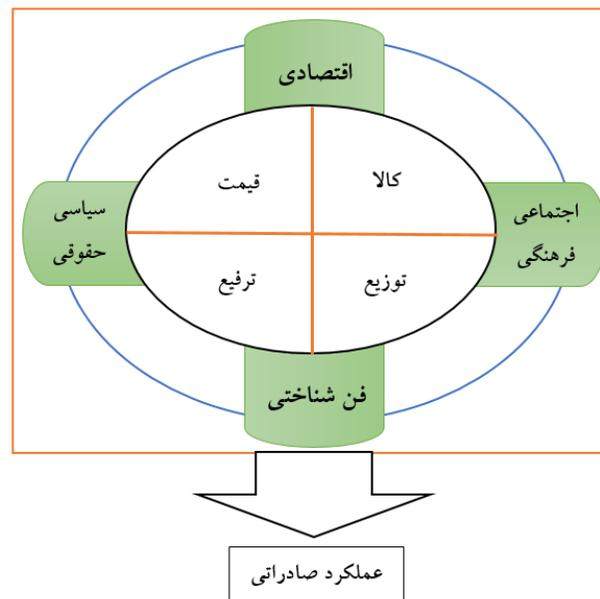 اقتصادی
کالا
قیمت
اجتماعی
فرهنگی
سیاسی
حقوقی
توزیع
ترفیع
فن شناختی
عملکرد صادراتی